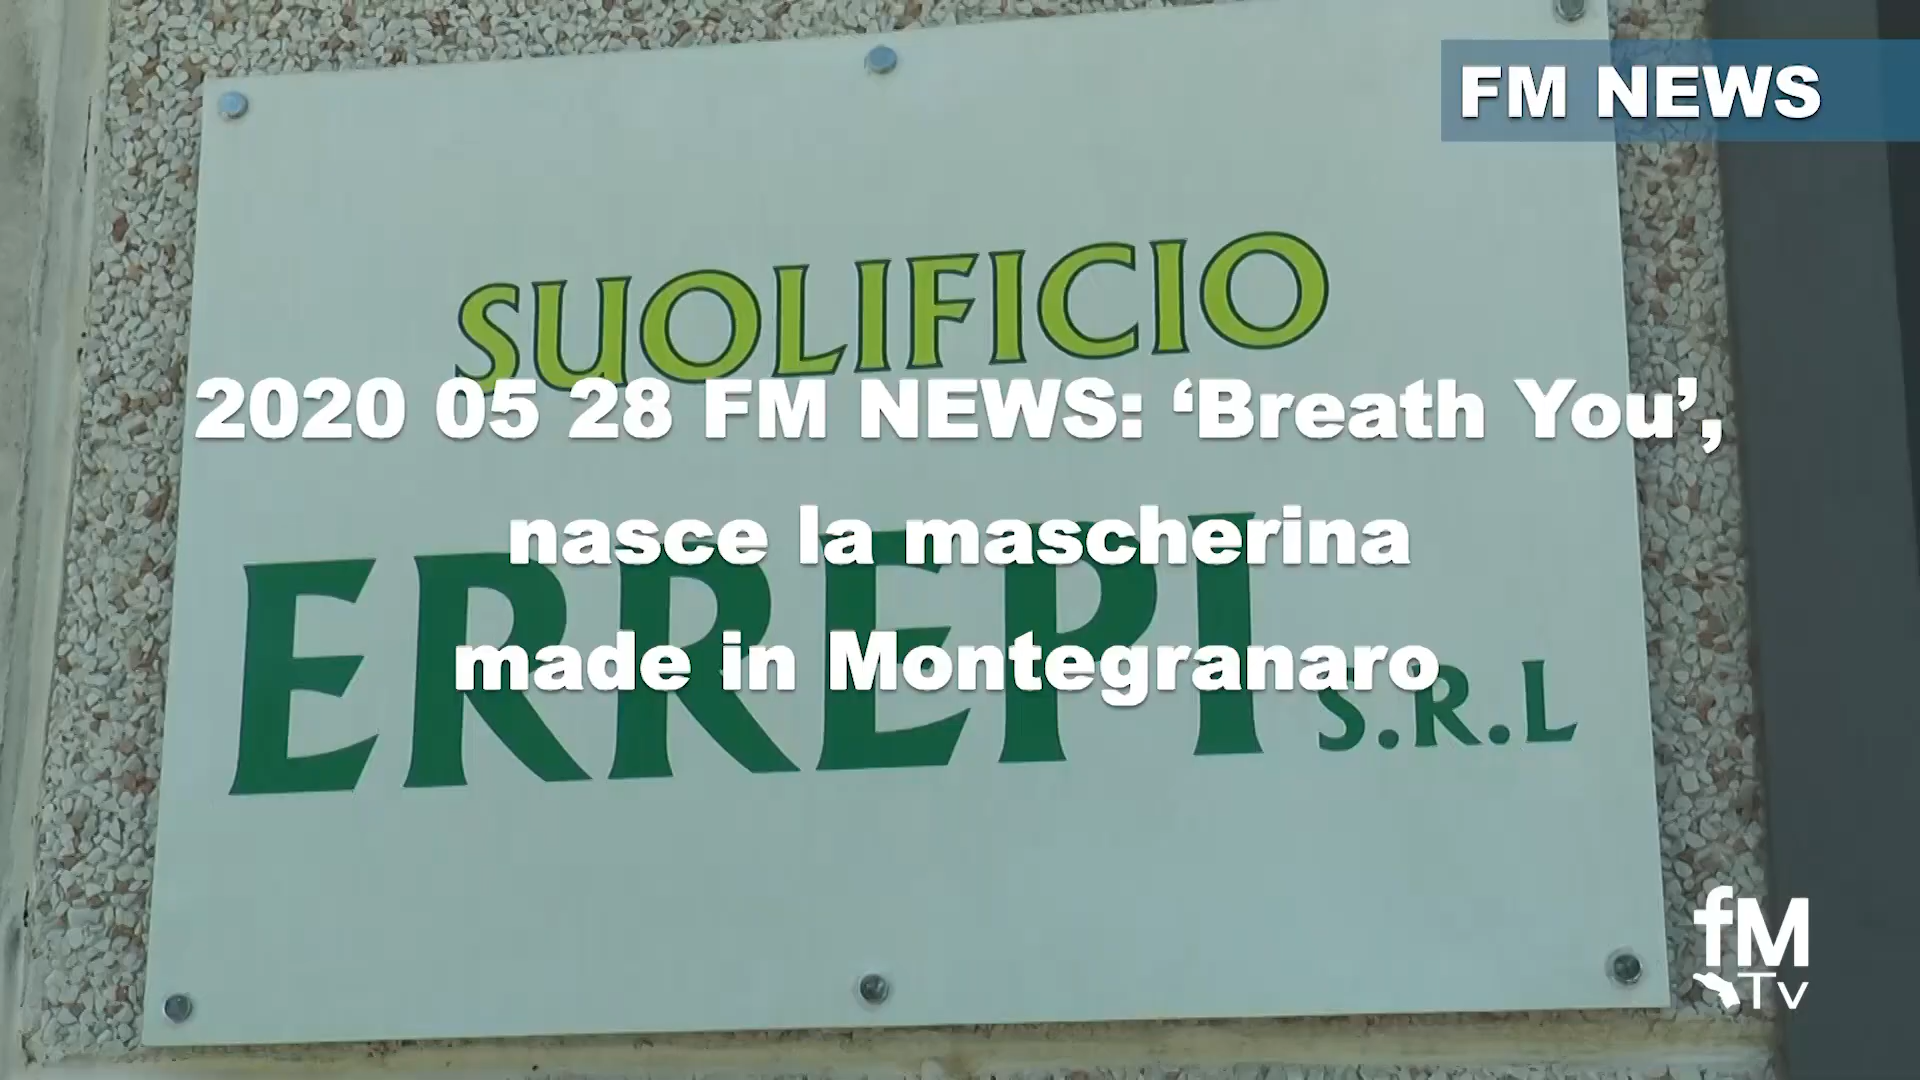 FM NEWS
SUOLIFICIO
2020 05 28 FM NEWS: ‘Breath You’,
nasce la mascherina
made in Montegranaro
ERREPI S.R.L
fM
Tv